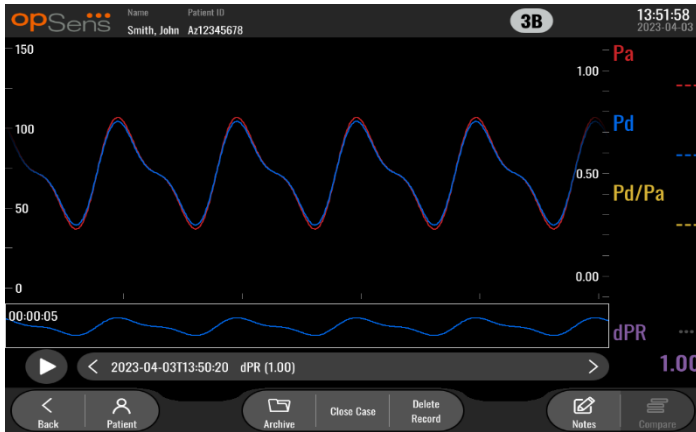 opSens
Name Patient ID
Smith, John Az12345678
3B
13:51:58
2023-04-03
150
100
50
0
1.00
0.50
0.00
Pa
---
Pd
---
Pd/Pa
---
00:00:05
dPR ---
1.00
< 2023-04-03T13:50:20 dPR (1.00) >
Back
Patient
Archive
Close Case
Delete
Record
Notes
Compare